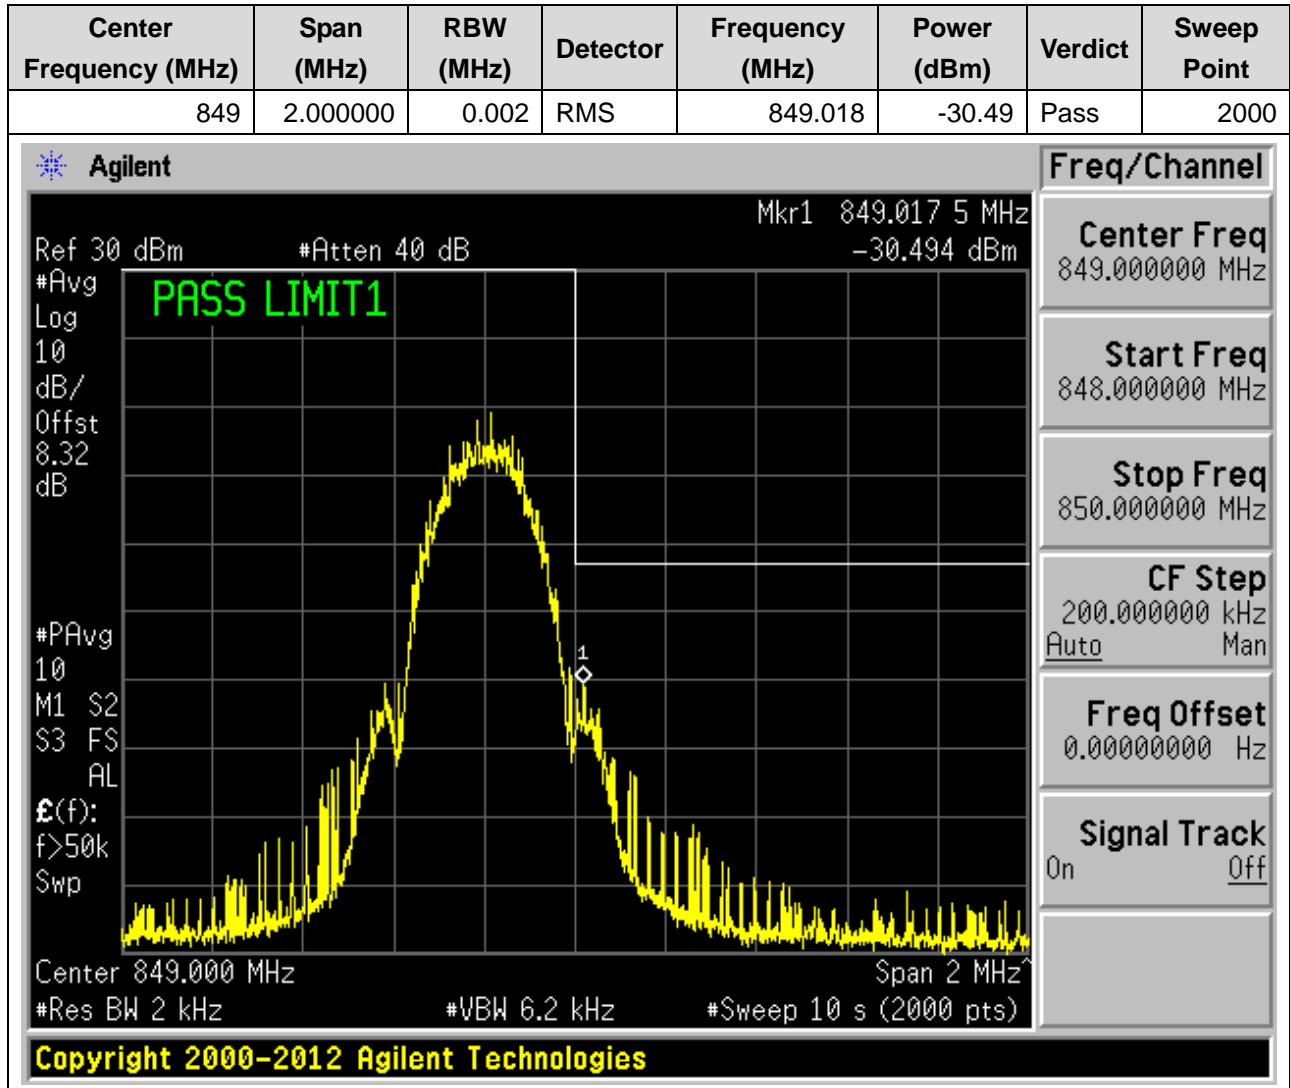 Center Frequency (MHz) Span (MHz) RBW (MHz) Detector Frequency (MHz) Power (dBm) Verdict Sweep Point
849 2.000000 0.002 RMS 849.018 -30.49 Pass 2000
Agilent
Freq/Channel
Mkr1 849.017 5 MHz
Ref 30 dBm #Atten 40 dB -30.494 dBm
#Avg
Log
10
dB/
Offst
8.32
dB
PASS LIMIT1
#PAvg
10
M1 S2
S3 FS
AL
£(f):
f>50k
Swp
1
Center 849.000 MHz Span 2 MHz^
#Res BW 2 kHz #VBW 6.2 kHz #Sweep 10 s (2000 pts)
Center Freq
849.000000 MHz
Start Freq
848.000000 MHz
Stop Freq
850.000000 MHz
CF Step
200.000000 kHz
Auto Man
Freq Offset
0.00000000 Hz
Signal Track
On Off
Copyright 2000-2012 Agilent Technologies